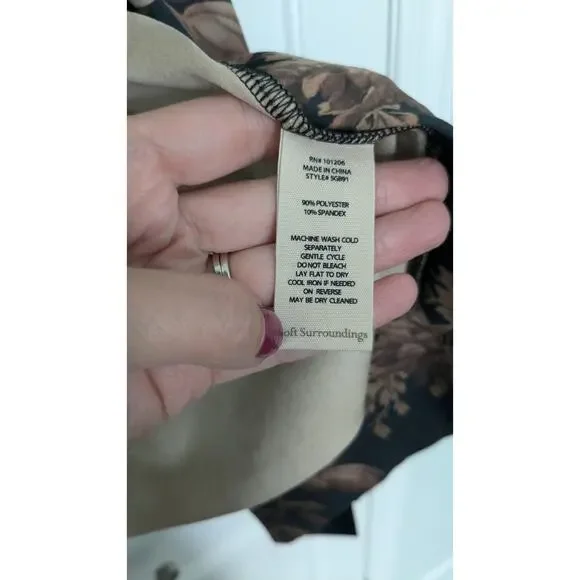 RN# 101206
MADE IN CHINA
STYLE# 5GB91
90% POLYESTER
10% SPANDEX
MACHINE WASH COLD
SEPARATELY
GENTLE CYCLE
DO NOT BLEACH
LAY FLAT TO DRY
COOL IRON IF NEEDED
ON REVERSE
MAY BE DRY CLEANED
Soft Surroundings